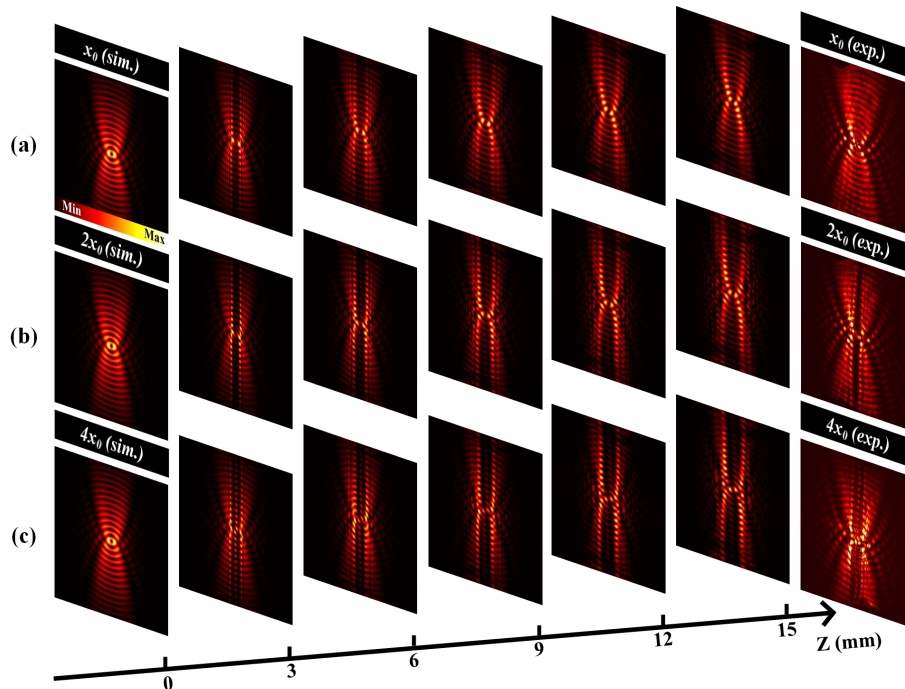 x₀ (sim.)
x₀ (exp.)
(a)
Min
Max
2x₀ (sim.)
2x₀ (exp.)
(b)
4x₀ (sim.)
4x₀ (exp.)
(c)
0
3
6
9
12
15
Z (mm)